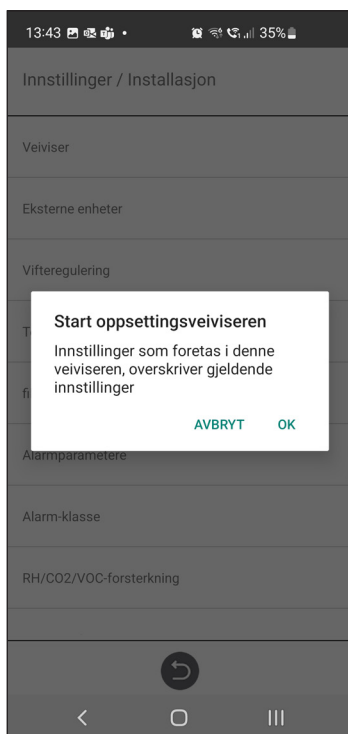 13:43
35%
Innstillinger / Installasjon
Veiviser
Eksterne enheter
Vifteregulering
Start oppsettingsveiviseren
Innstillinger som foretas i denne
veiviseren, overskriver gjeldende
innstillinger
AVBRYT OK
Alarmparametere
Alarm-klasse
RH/CO2/VOC-forsterkning